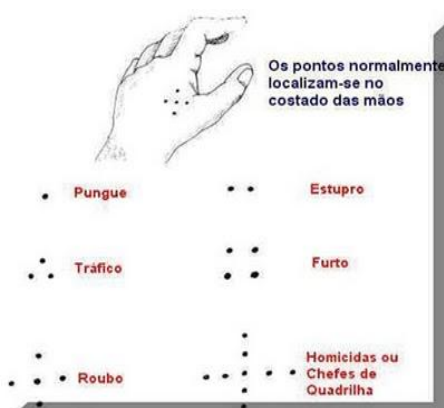 Os pontos normalmente
localizam-se no
costado das mãos
Pungue
Estupro
Tráfico
Furto
Roubo
Homicidas ou
Chefes de
Quadrilha